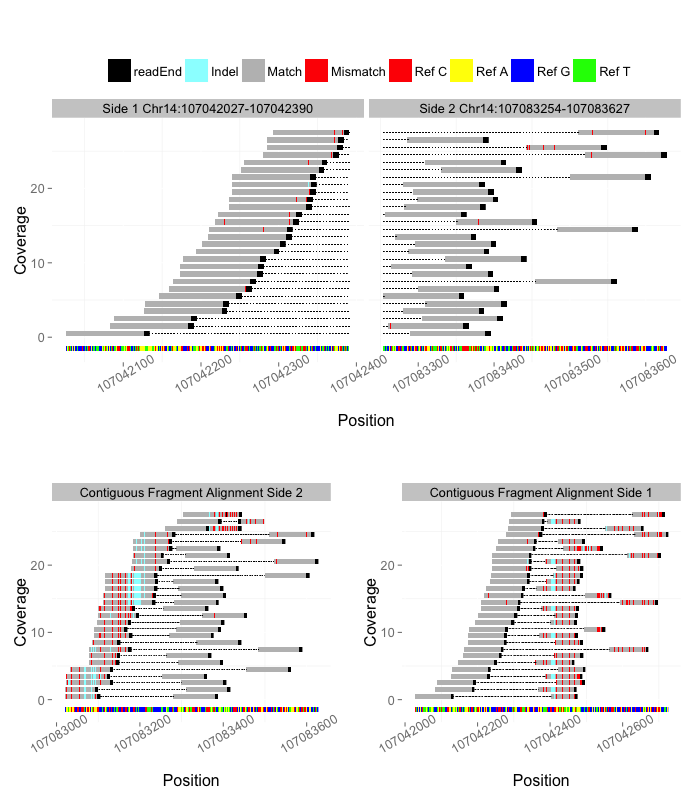 readEnd Indel Match Mismatch Ref C Ref A Ref G Ref T
Side 1 Chr14:107042027-107042390
Side 2 Chr14:107083254-107083627
Coverage
20
10
0
107042100 107042200 107042300 107042400
107083300 107083400 107083500 107083600
Position
Contiguous Fragment Alignment Side 2
Coverage
20
10
0
107083000 107083200 107083400 107083600
Position
Contiguous Fragment Alignment Side 1
Coverage
20
10
0
107042000 107042200 107042400 107042600
Position